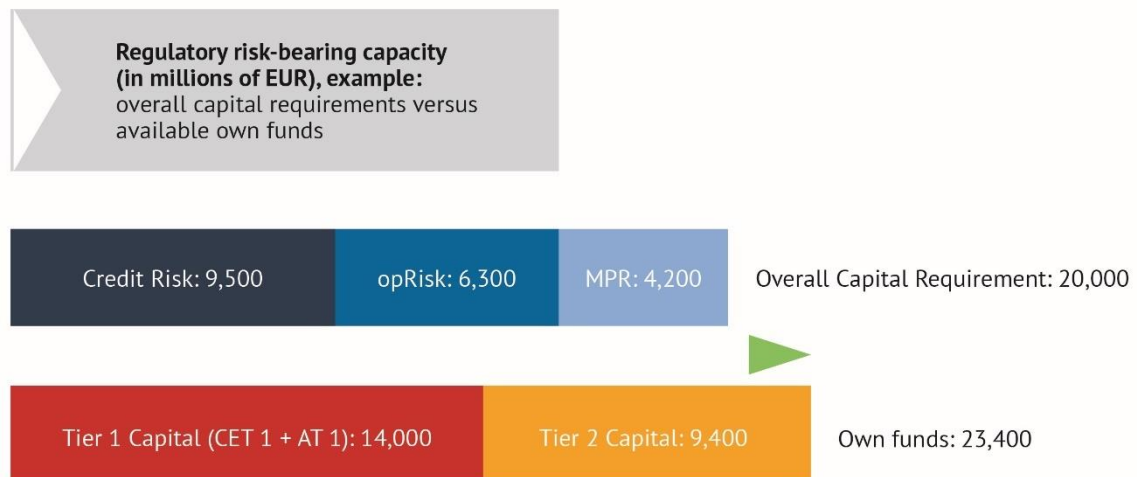 Regulatory risk-bearing capacity
(in millions of EUR), example:
overall capital requirements versus
available own funds
Credit Risk: 9,500
opRisk: 6,300
MPR: 4,200
Overall Capital Requirement: 20,000
Tier 1 Capital (CET 1 + AT 1): 14,000
Tier 2 Capital: 9,400
Own funds: 23,400